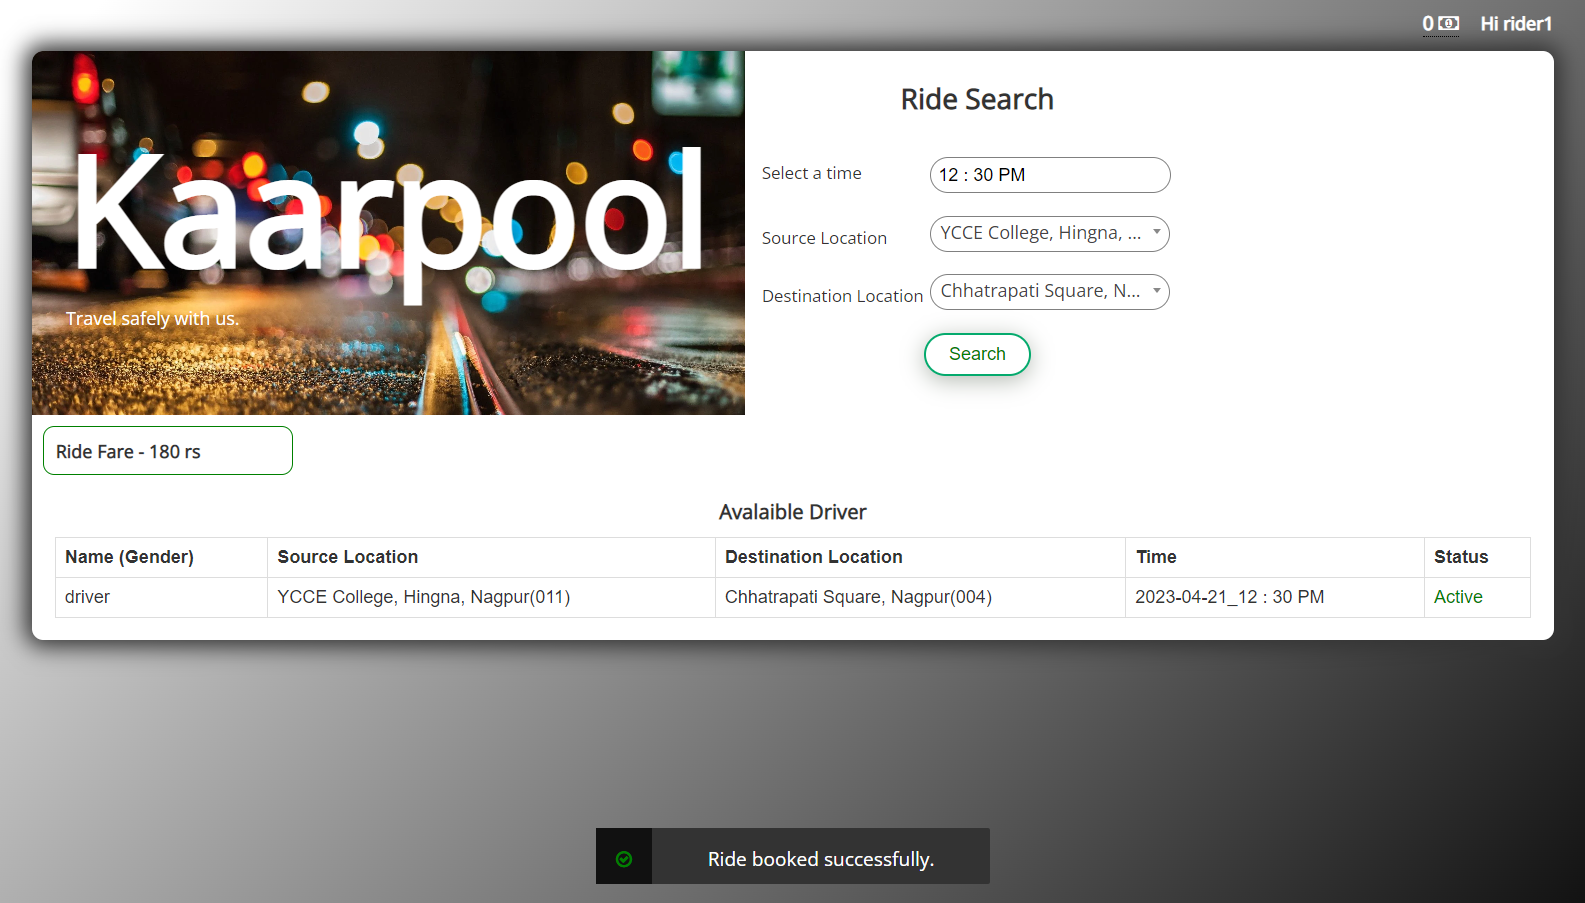 0 Hi rider1
Kaarpool
Travel safely with us.
Ride Search
Select a time 12 : 30 PM
Source Location YCCE College, Hingna, ...
Destination Location Chhatrapati Square, N...
Search
Ride Fare - 180 rs
Avalaible Driver
Name (Gender) Source Location Destination Location Time Status
driver YCCE College, Hingna, Nagpur(011) Chhatrapati Square, Nagpur(004) 2023-04-21_12 : 30 PM Active
Ride booked successfully.